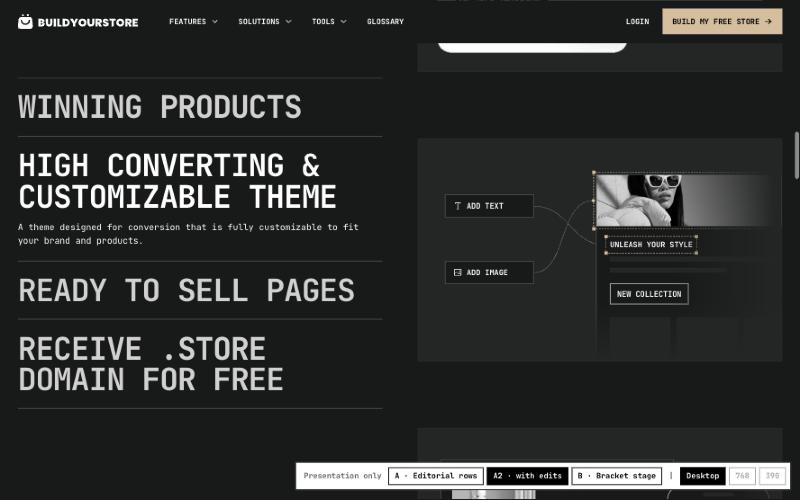 BUILDYOURSTORE
FEATURES
SOLUTIONS
TOOLS
GLOSSARY
LOGIN
BUILD MY FREE STORE →
WINNING PRODUCTS
HIGH CONVERTING &
CUSTOMIZABLE THEME
A theme designed for conversion that is fully customizable to fit
your brand and products.
READY TO SELL PAGES
RECEIVE .STORE
DOMAIN FOR FREE
ADD TEXT
ADD IMAGE
UNLEASH YOUR STYLE
NEW COLLECTION
Presentation only
A · Editorial rows
A2 · with edits
B · Bracket stage
|
Desktop
768
390